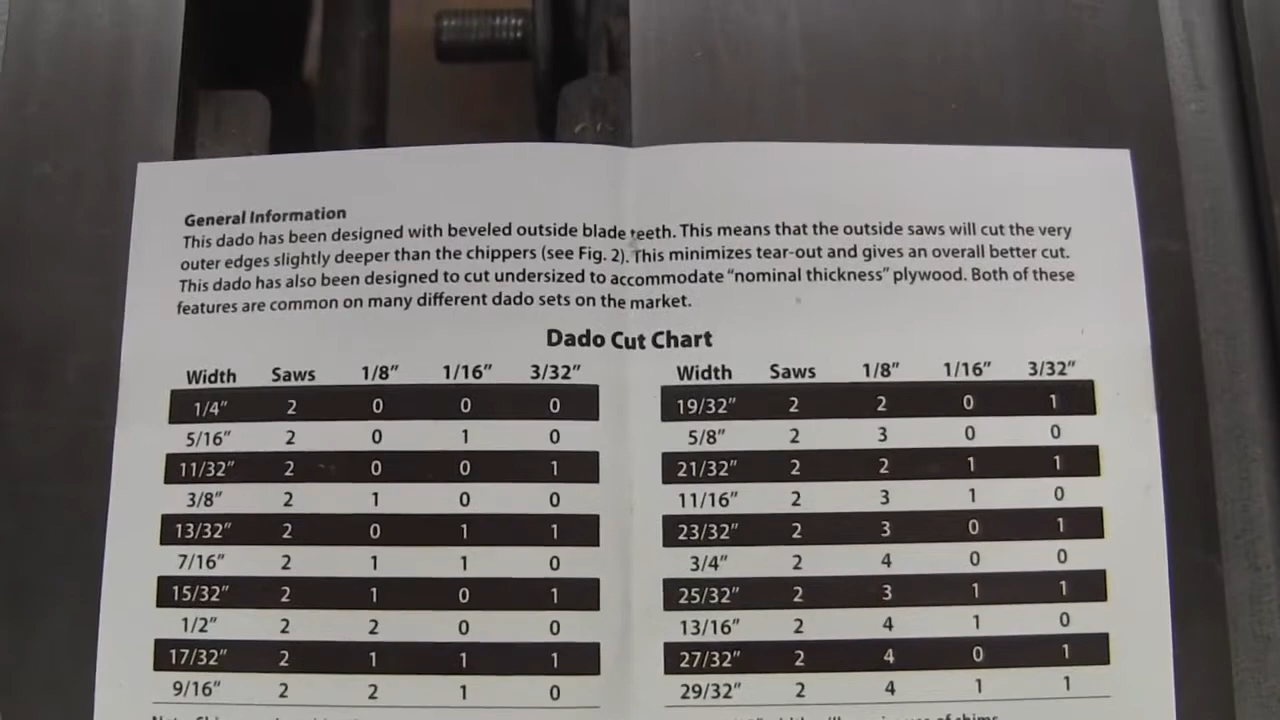 General Information
This dado has been designed with beveled outside blade teeth. This means that the outside saws will cut the very
outer edges slightly deeper than the chippers (see Fig. 2). This minimizes tear-out and gives an overall better cut.
This dado has also been designed to cut undersized to accommodate "nominal thickness" plywood. Both of these
features are common on many different dado sets on the market.
Dado Cut Chart
Width Saws 1/8" 1/16" 3/32" Width Saws 1/8" 1/16" 3/32"
1/4" 2 0 0 0 19/32" 2 2 0 1
5/16" 2 0 1 0 5/8" 2 3 0 0
11/32" 2 0 0 1 21/32" 2 2 1 1
3/8" 2 1 0 0 11/16" 2 3 1 0
13/32" 2 0 1 1 23/32" 2 3 0 1
7/16" 2 1 1 0 3/4" 2 4 0 0
15/32" 2 1 0 1 25/32" 2 3 1 1
1/2" 2 2 0 0 13/16" 2 4 1 0
17/32" 2 1 1 1 27/32" 2 4 0 1
9/16" 2 2 1 0 29/32" 2 4 1 1
of shims